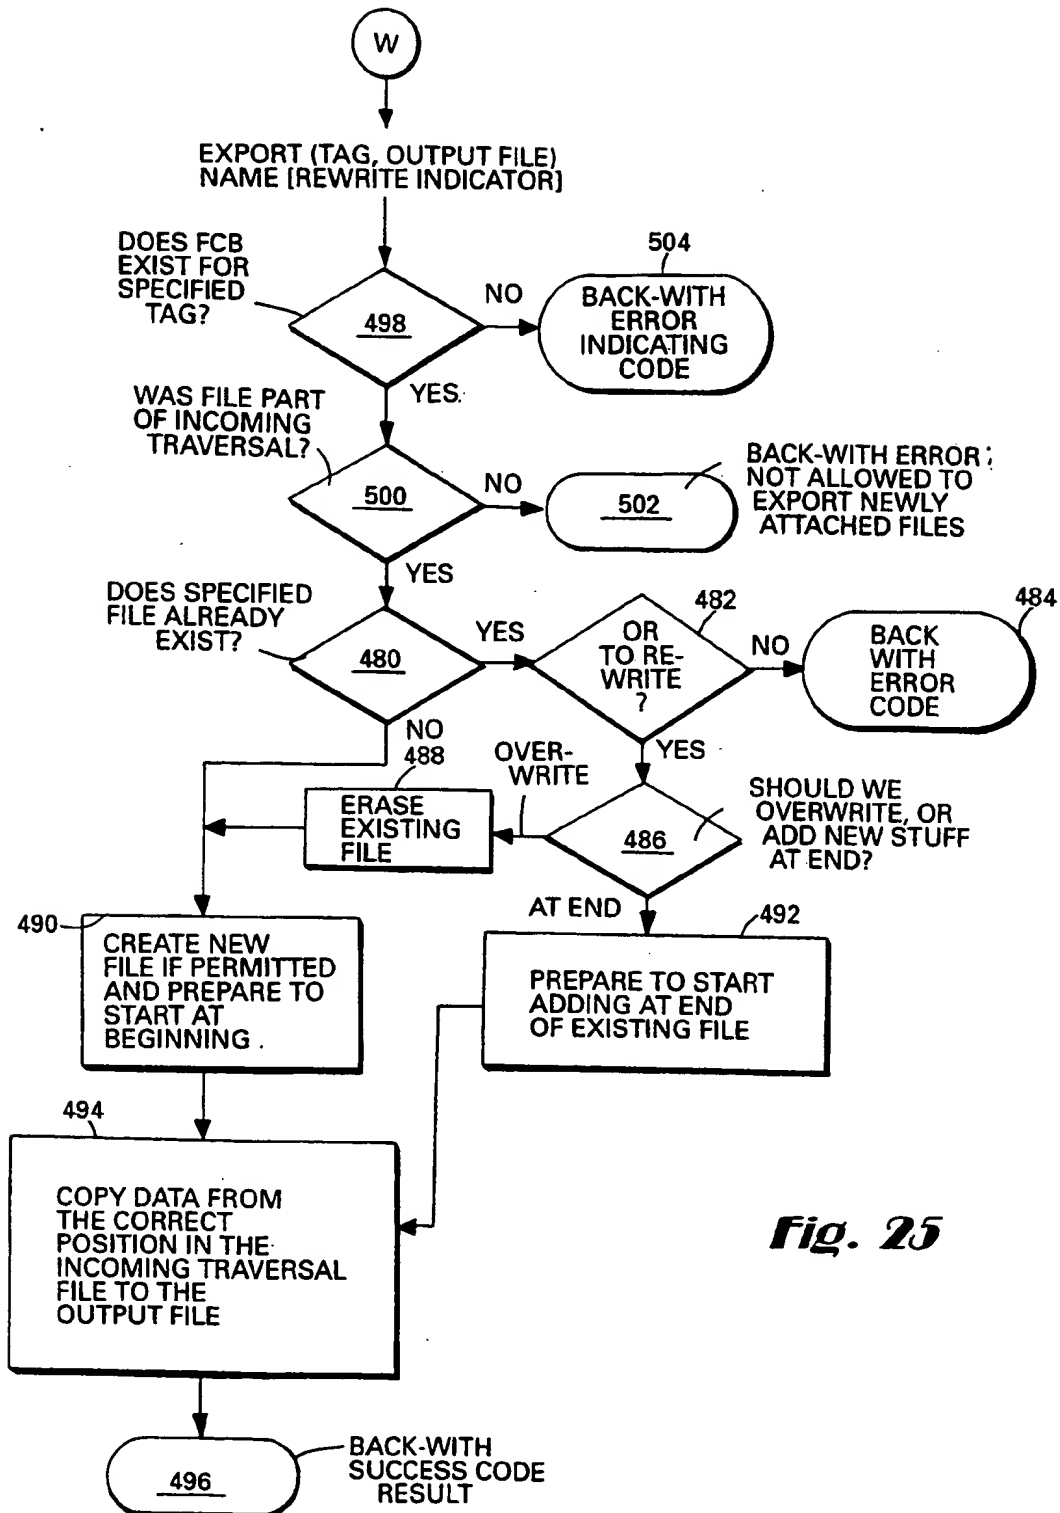 W
EXPORT (TAG, OUTPUT FILE)
NAME [REWRITE INDICATOR]
DOES FCB
EXIST FOR
SPECIFIED
TAG?
498
NO
504
BACK-WITH
ERROR
INDICATING
CODE
YES.
WAS FILE PART
OF INCOMING
TRAVERSAL?
500
NO
502
BACK-WITH ERROR;
NOT ALLOWED TO
EXPORT NEWLY
ATTACHED FILES
YES
DOES SPECIFIED
FILE ALREADY
EXIST?
480
YES
482
OR
TO RE-
WRITE
?
NO
484
BACK
WITH
ERROR
CODE
NO
488
OVER-
WRITE
YES
ERASE
EXISTING
FILE
486
SHOULD WE
OVERWRITE, OR
ADD NEW STUFF
AT END?
AT END
490
CREATE NEW
FILE IF PERMITTED
AND PREPARE TO
START AT
BEGINNING.
492
PREPARE TO START
ADDING AT END
OF EXISTING FILE
494
COPY DATA FROM
THE CORRECT
POSITION IN THE
INCOMING TRAVERSAL
FILE TO THE
OUTPUT FILE
Fig. 25
496
BACK-WITH
SUCCESS CODE
RESULT